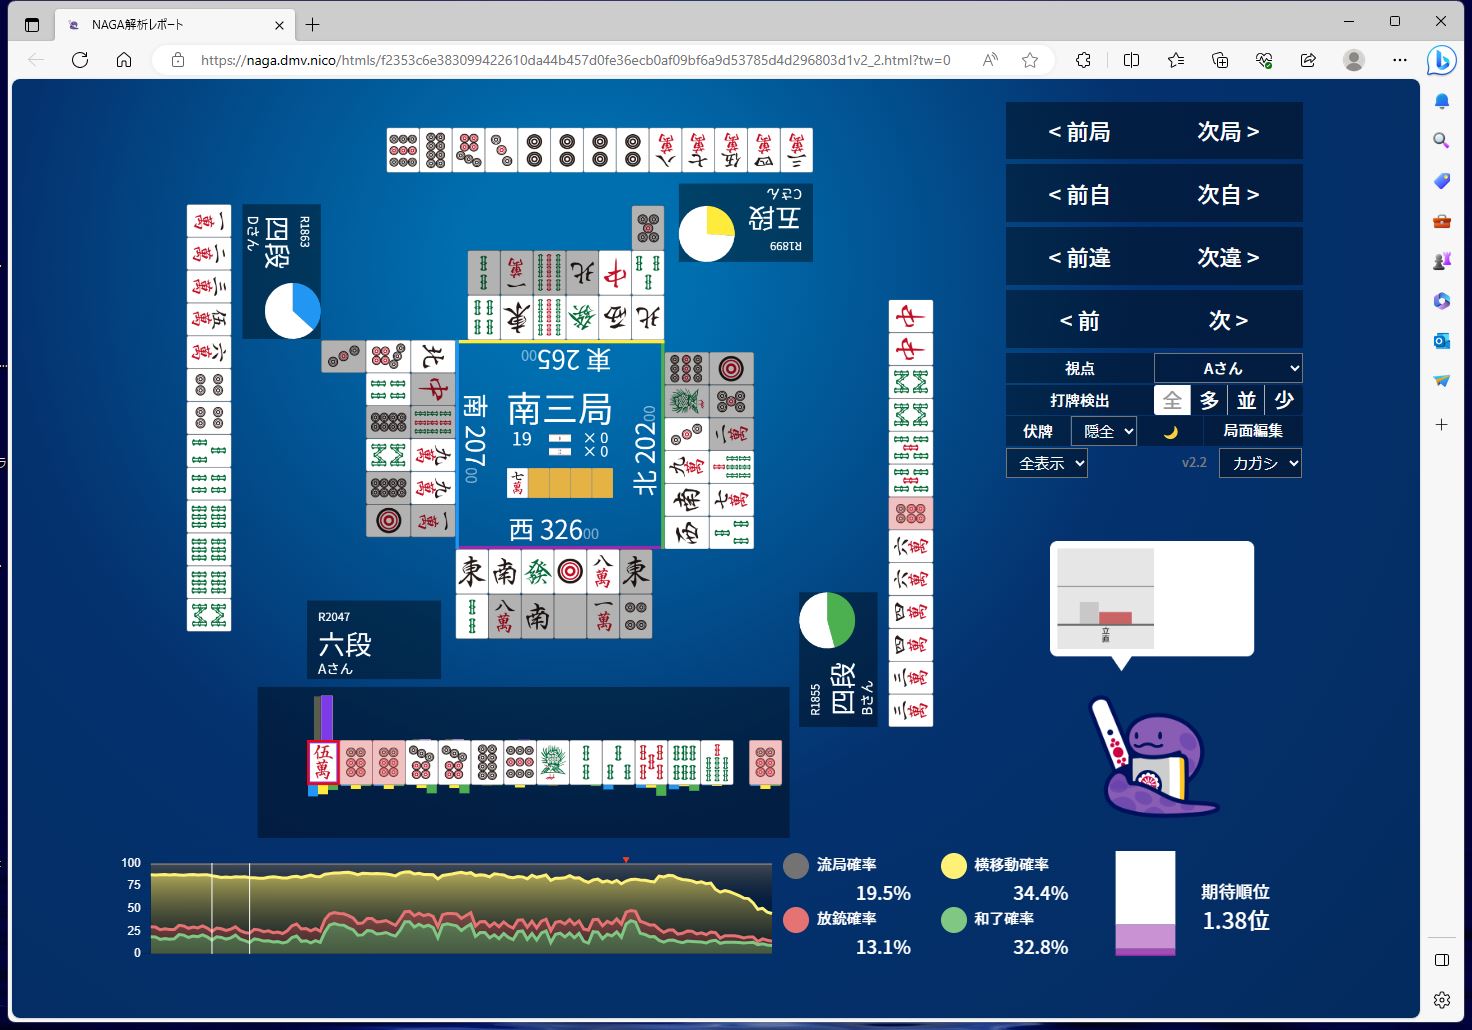 NAGA解析レポート
https://naga.dmv.nico/htmls/f2353c6e383099422610da44b457d0fe36ecb0af09bf6a9d53785d4d296803d1v2_2.html?tw=0
< 前局
次局 >
< 前自
次自 >
< 前違
次違 >
< 前
次 >
視点
Aさん
打牌検出
全 多 並 少
伏牌
隠全
局面編集
全表示
v2.2
カガシ
R1899
五段
Cさん
R1863
四段
Dさん
東 26500
南 20700
南三局
19
×0
×0
北 20200
西 32600
R2047
六段
Aさん
R1855
四段
Bさん
立直
100
75
50
25
0
流局確率
19.5%
横移動確率
34.4%
放銃確率
13.1%
和了確率
32.8%
期待順位
1.38位